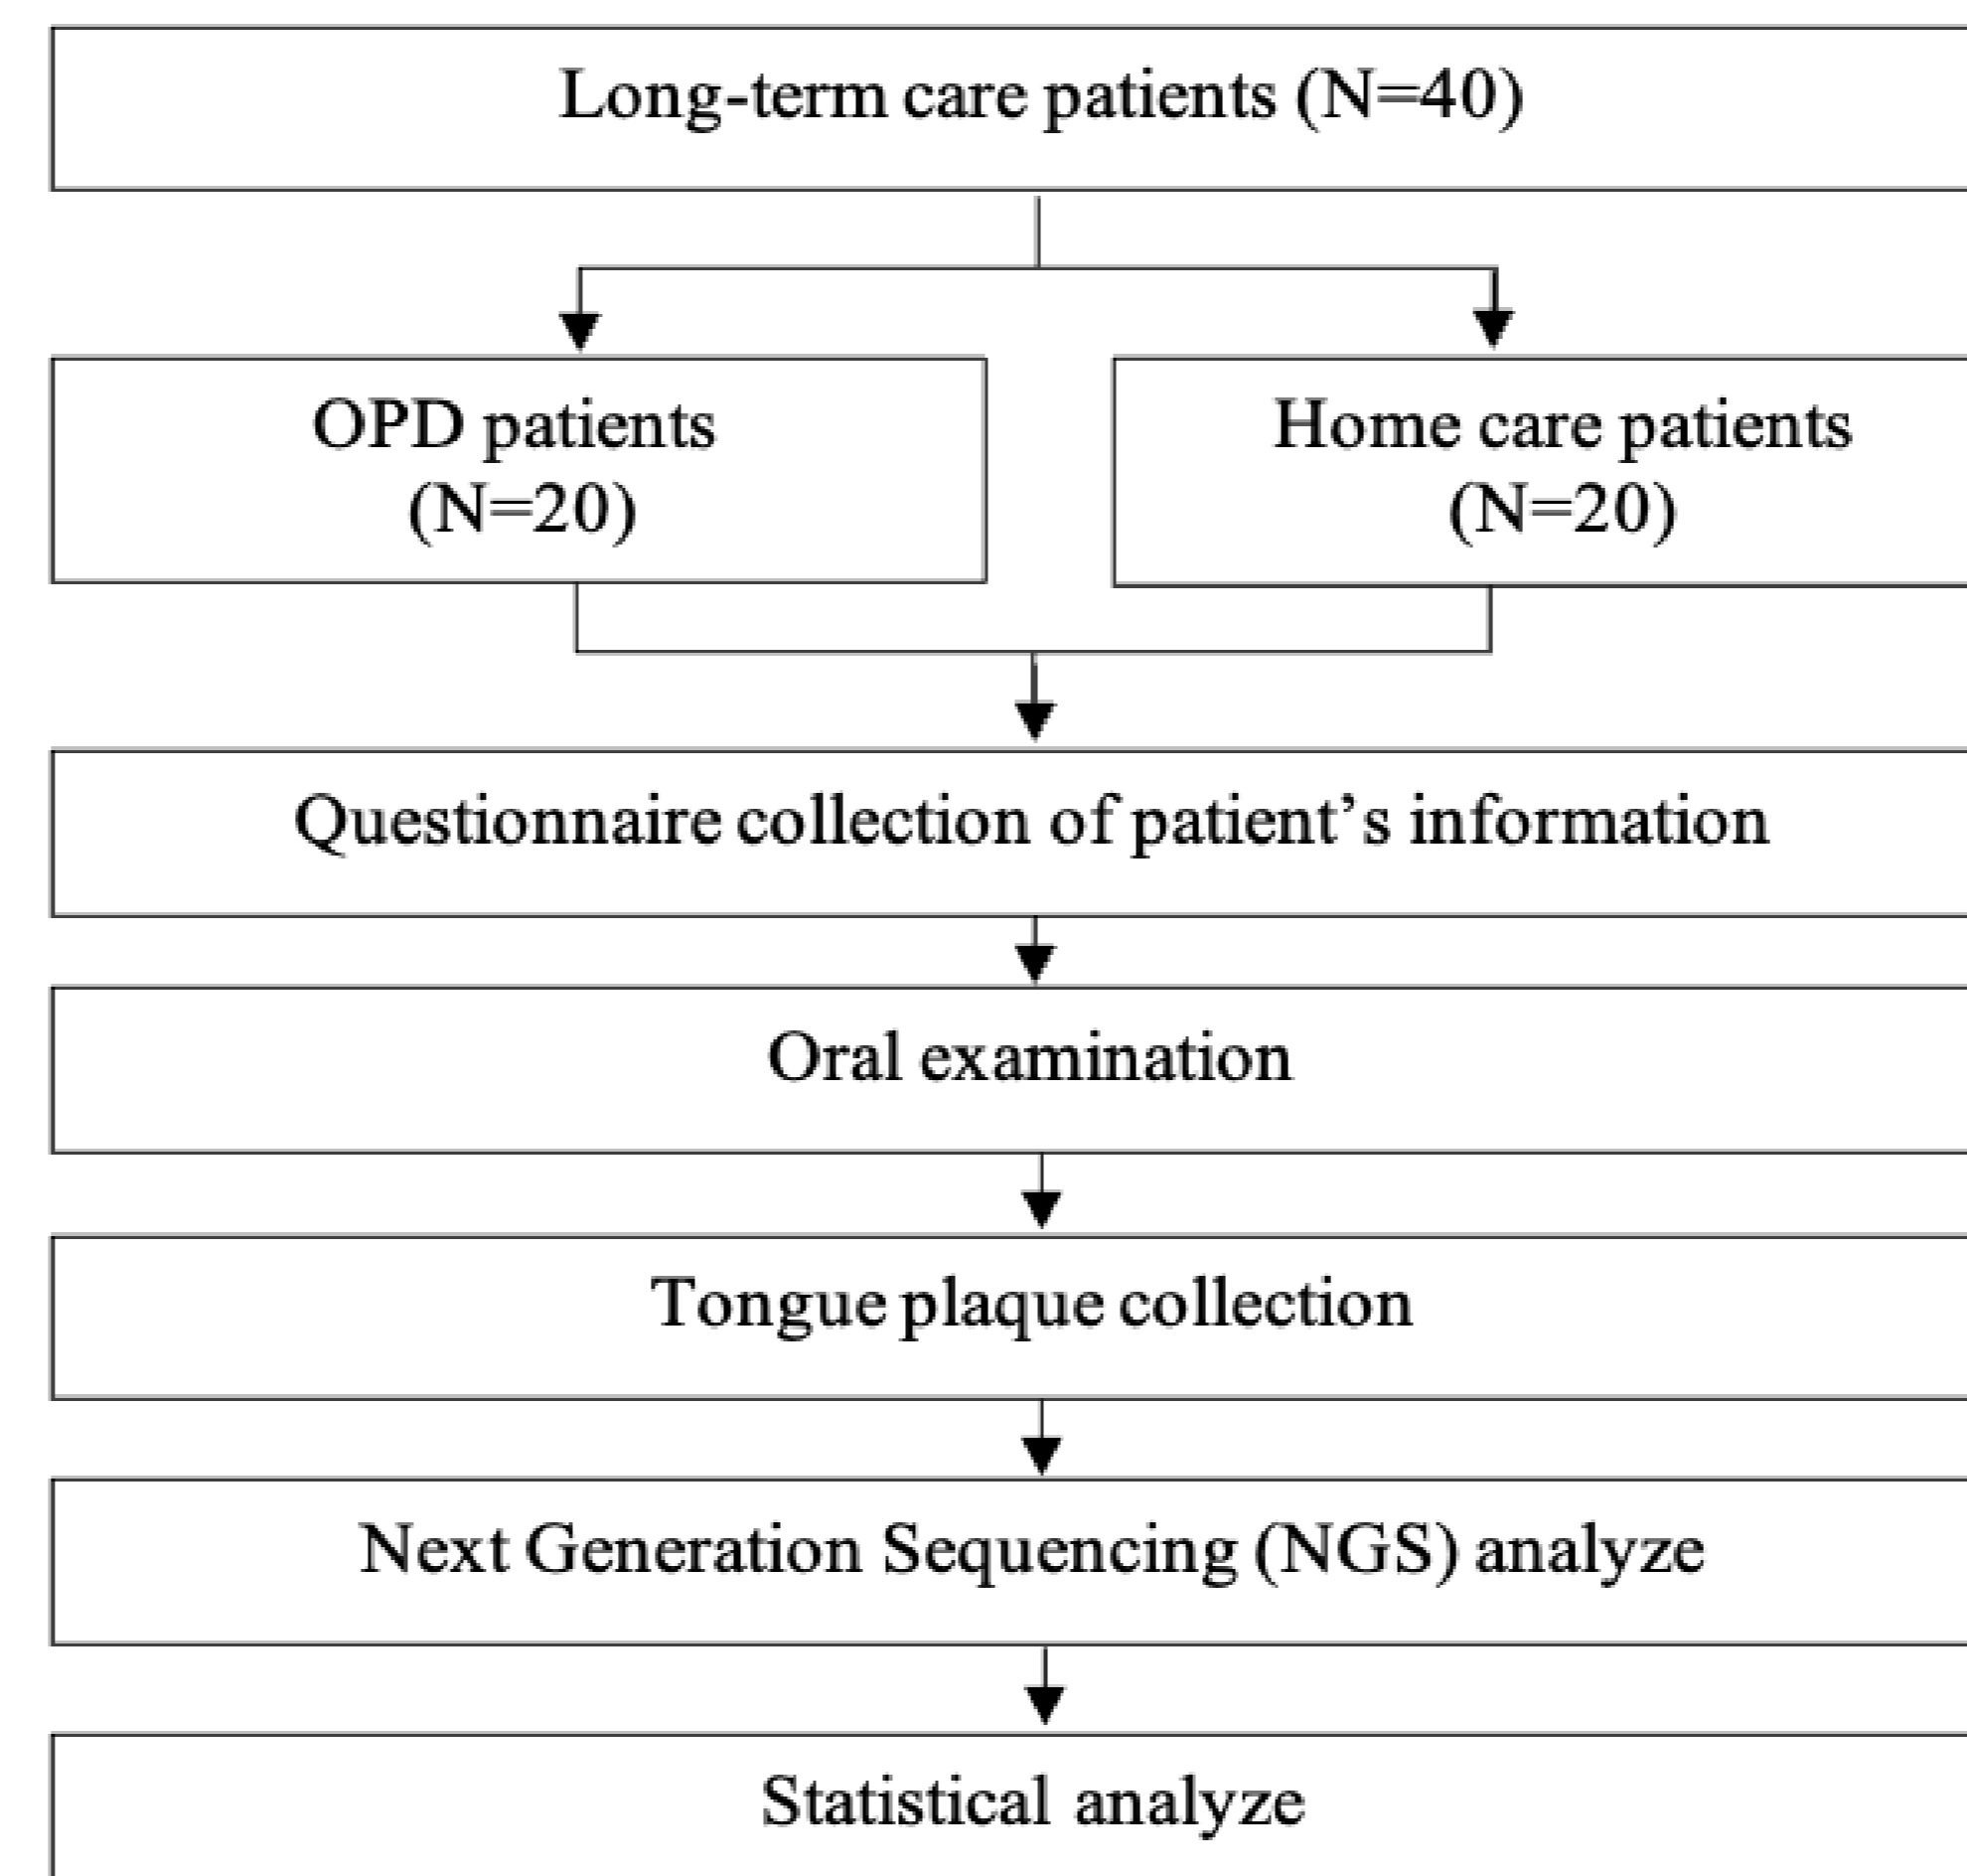 Long-term care patients (N=40)
OPD patients
(N=20)
Home care patients
(N=20)
Questionnaire collection of patient’s information
Oral examination
Tongue plaque collection
Next Generation Sequencing (NGS) analyze
Statistical analyze